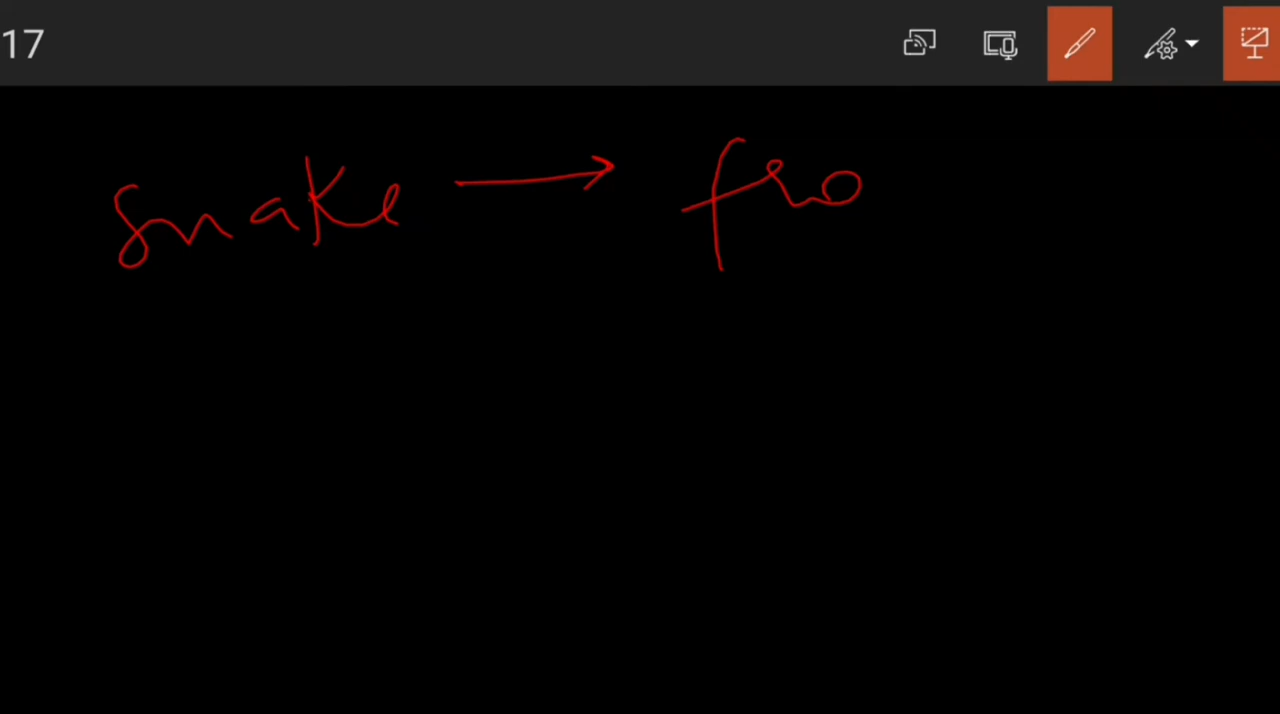 17
snake → fro